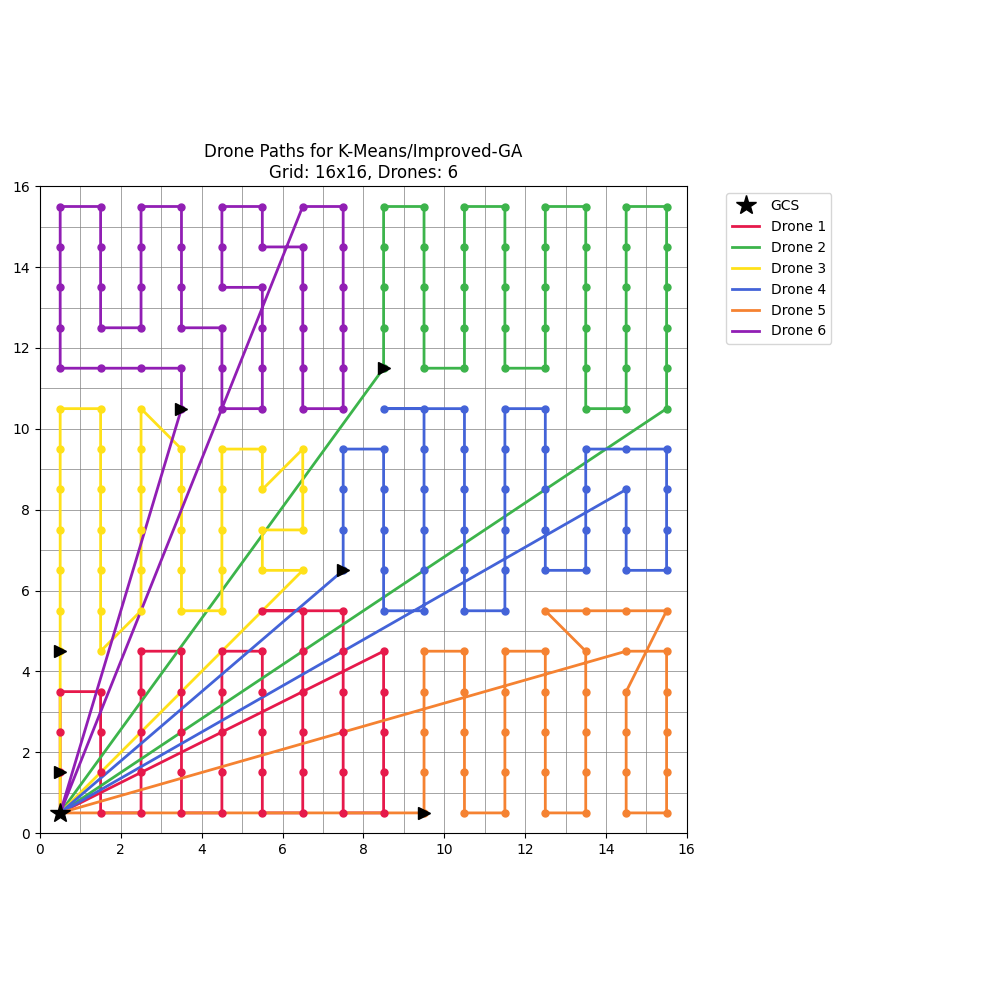 Drone Paths for K-Means/Improved-GA
Grid: 16x16, Drones: 6
16
14
12
10
8
6
4
2
0
0 2 4 6 8 10 12 14 16
GCS
Drone 1
Drone 2
Drone 3
Drone 4
Drone 5
Drone 6